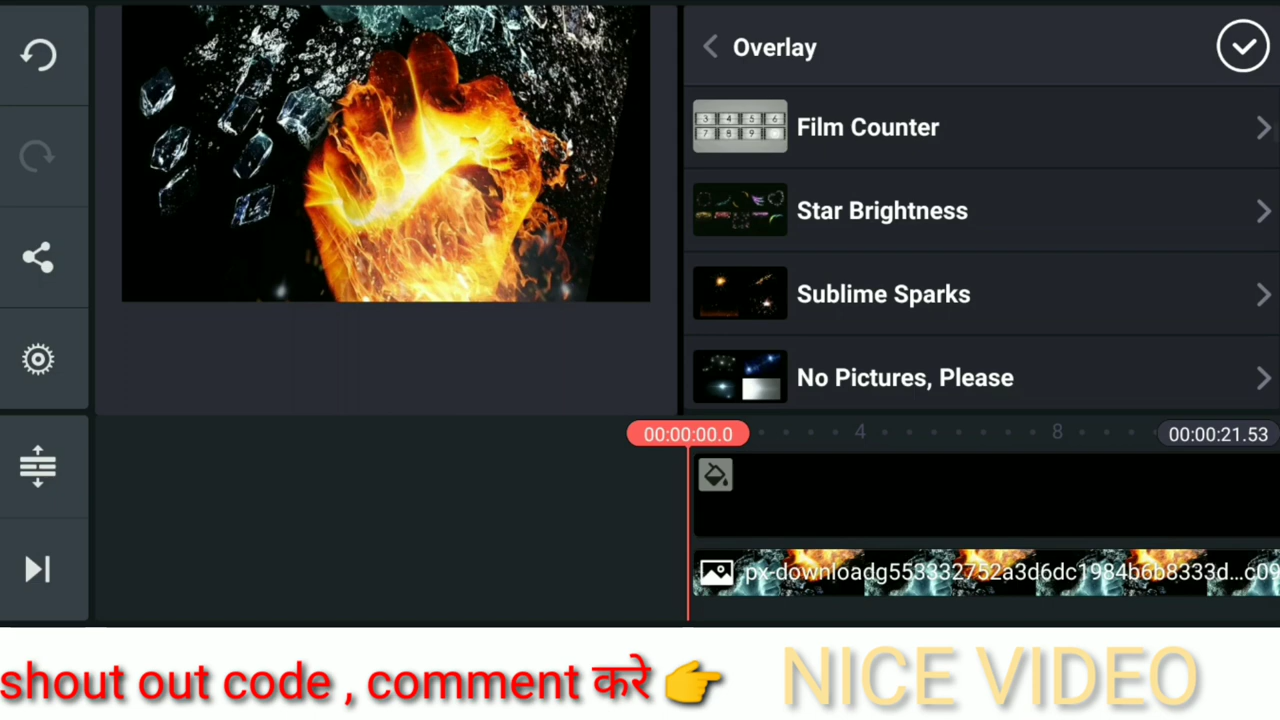 Overlay
Film Counter
Star Brightness
Sublime Sparks
No Pictures, Please
00:00:00.0
4
8
00:00:21.53
px-downloadg553332752a3d6dc1984b6b8333d...c09
shout out code , comment करे 👉 NICE VIDEO